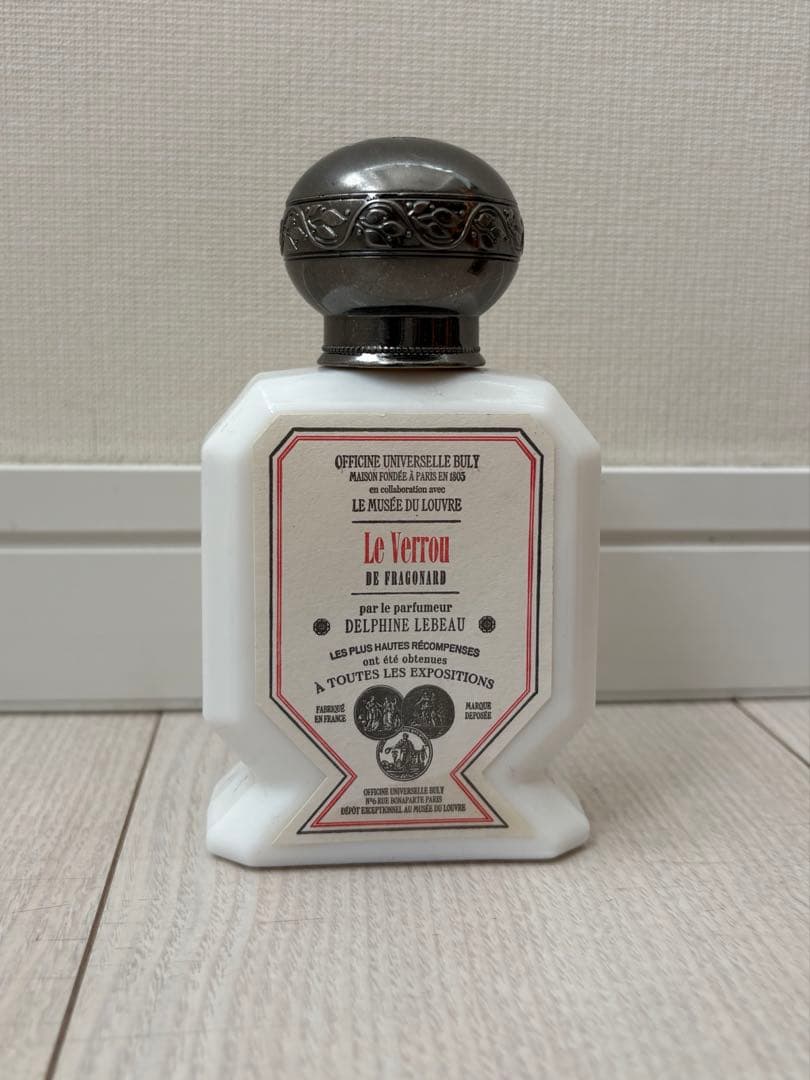 OFFICINE UNIVERSELLE BULY
MAISON FONDÉE À PARIS EN 1803
en collaboration avec
LE MUSÉE DU LOUVRE
Le Verrou
DE FRAGONARD
par le parfumeur
DELPHINE LEBEAU
LES PLUS HAUTES RÉCOMPENSES
ont été obtenues
À TOUTES LES EXPOSITIONS
FABRIQUÉ
EN FRANCE
MARQUE
DEPOSÉE
OFFICINE UNIVERSELLE BULY
Nº6 RUE BONAPARTE PARIS
DÉPÔT EXCEPTIONNEL AU MUSÉE DU LOUVRE